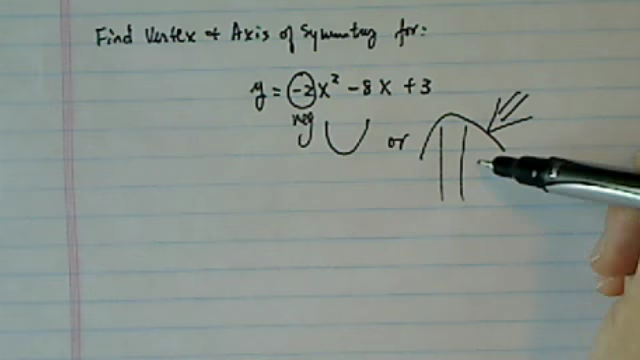 Find Vertex & Axis of Symmetry for:
y = -2x² - 8x + 3
neg
or